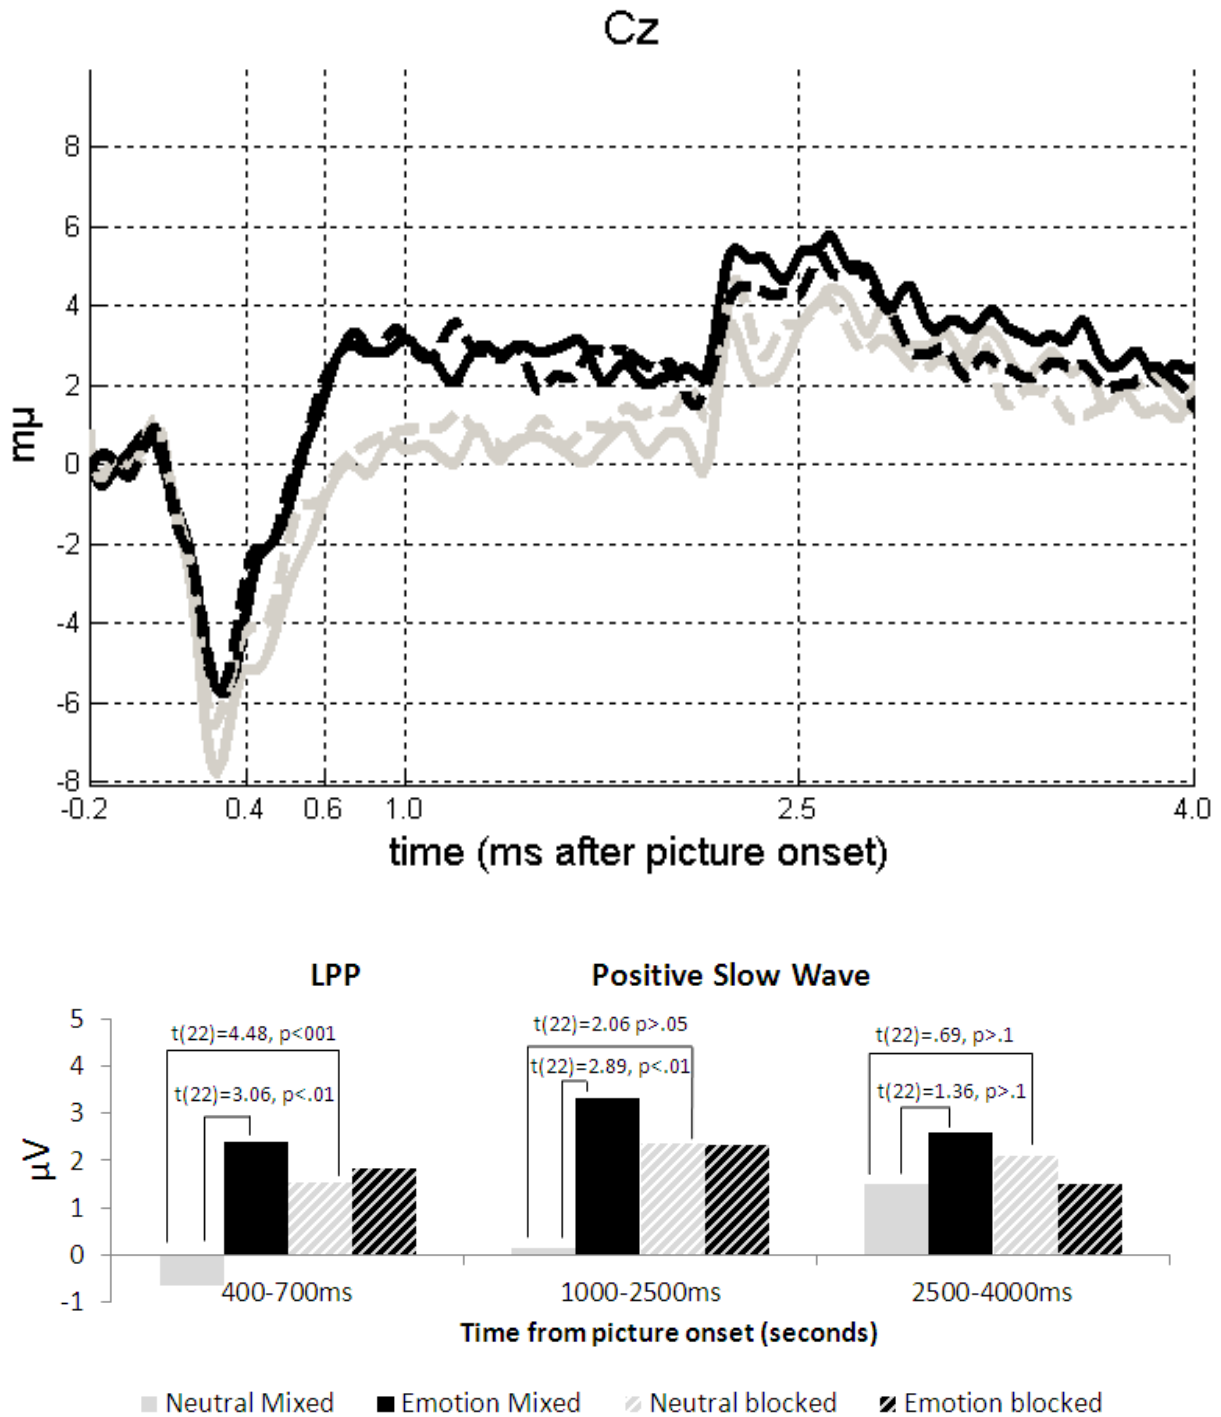 Cz
8
6
4
2
0
-2
-4
-6
-8
mµ
-0.2 0.4 0.6 1.0 2.5 4.0
time (ms after picture onset)
LPP Positive Slow Wave
5
4
3
2
1
0
-1
µV
t(22)=4.48, p<001
t(22)=3.06, p<.01
t(22)=2.06 p>.05
t(22)=2.89, p<.01
t(22)=.69, p>.1
t(22)=1.36, p>.1
400-700ms 1000-2500ms 2500-4000ms
Time from picture onset (seconds)
Neutral Mixed Emotion Mixed Neutral blocked Emotion blocked